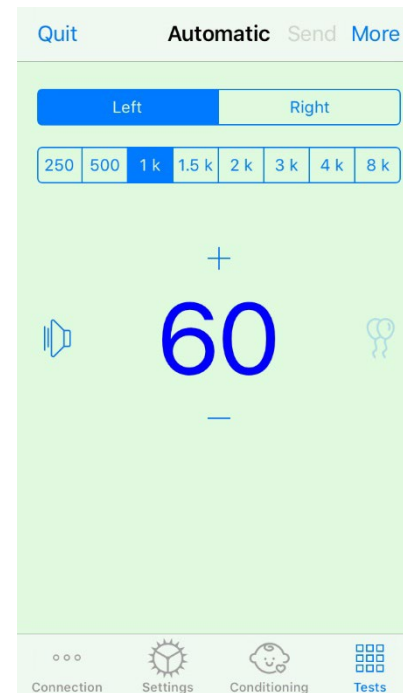 Quit Automatic Send More
Left Right
250 500 1 k 1.5 k 2 k 3 k 4 k 8 k
+
60
−
Connection Settings Conditioning Tests